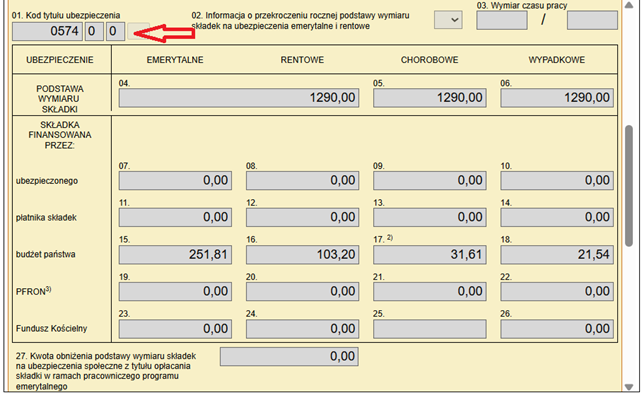 01. Kod tytułu ubezpieczenia
0574 0 0
02. Informacja o przekroczeniu rocznej podstawy wymiaru
składek na ubezpieczenia emerytalne i rentowe
03. Wymiar czasu pracy
/
UBEZPIECZENIE EMERYTALNE RENTOWE CHOROBOWE WYPADKOWE
PODSTAWA
WYMIARU
SKŁADKI
04. 05. 06.
1290,00 1290,00 1290,00
SKŁADKA
FINANSOWANA
PRZEZ:
07. 08. 09. 10.
ubezpieczonego 0,00 0,00 0,00 0,00
11. 12. 13. 14.
płatnika składek 0,00 0,00 0,00 0,00
15. 16. 17. 2) 18.
budżet państwa 251,81 103,20 31,61 21,54
19. 20. 21. 22.
PFRON3) 0,00 0,00 0,00 0,00
23. 24. 25. 26.
Fundusz Kościelny 0,00 0,00 0,00
27. Kwota obniżenia podstawy wymiaru składek
na ubezpieczenia społeczne z tytułu opłacania
składki w ramach pracowniczego programu
emerytalnego
0,00